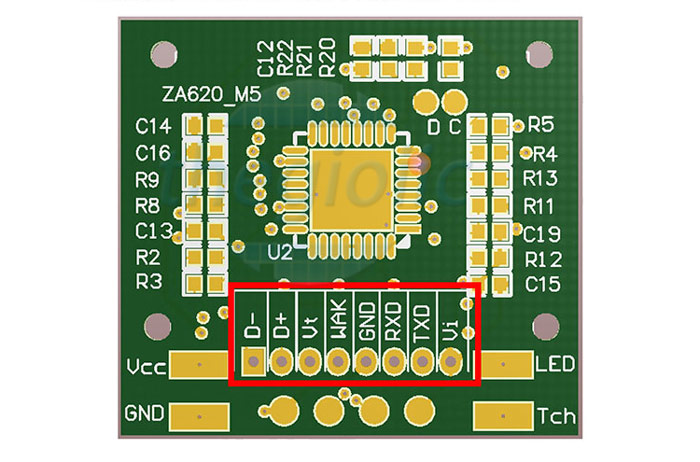 C12
R22
R21
R20
ZA620_M5
D C
C14
C16
R9
R8
C13
R2
R3
R5
R4
R13
R11
C19
R12
C15
U2
D-
D+
Vt
WAK
GND
RXD
TXD
Vi
Vcc
LED
GND
Tch